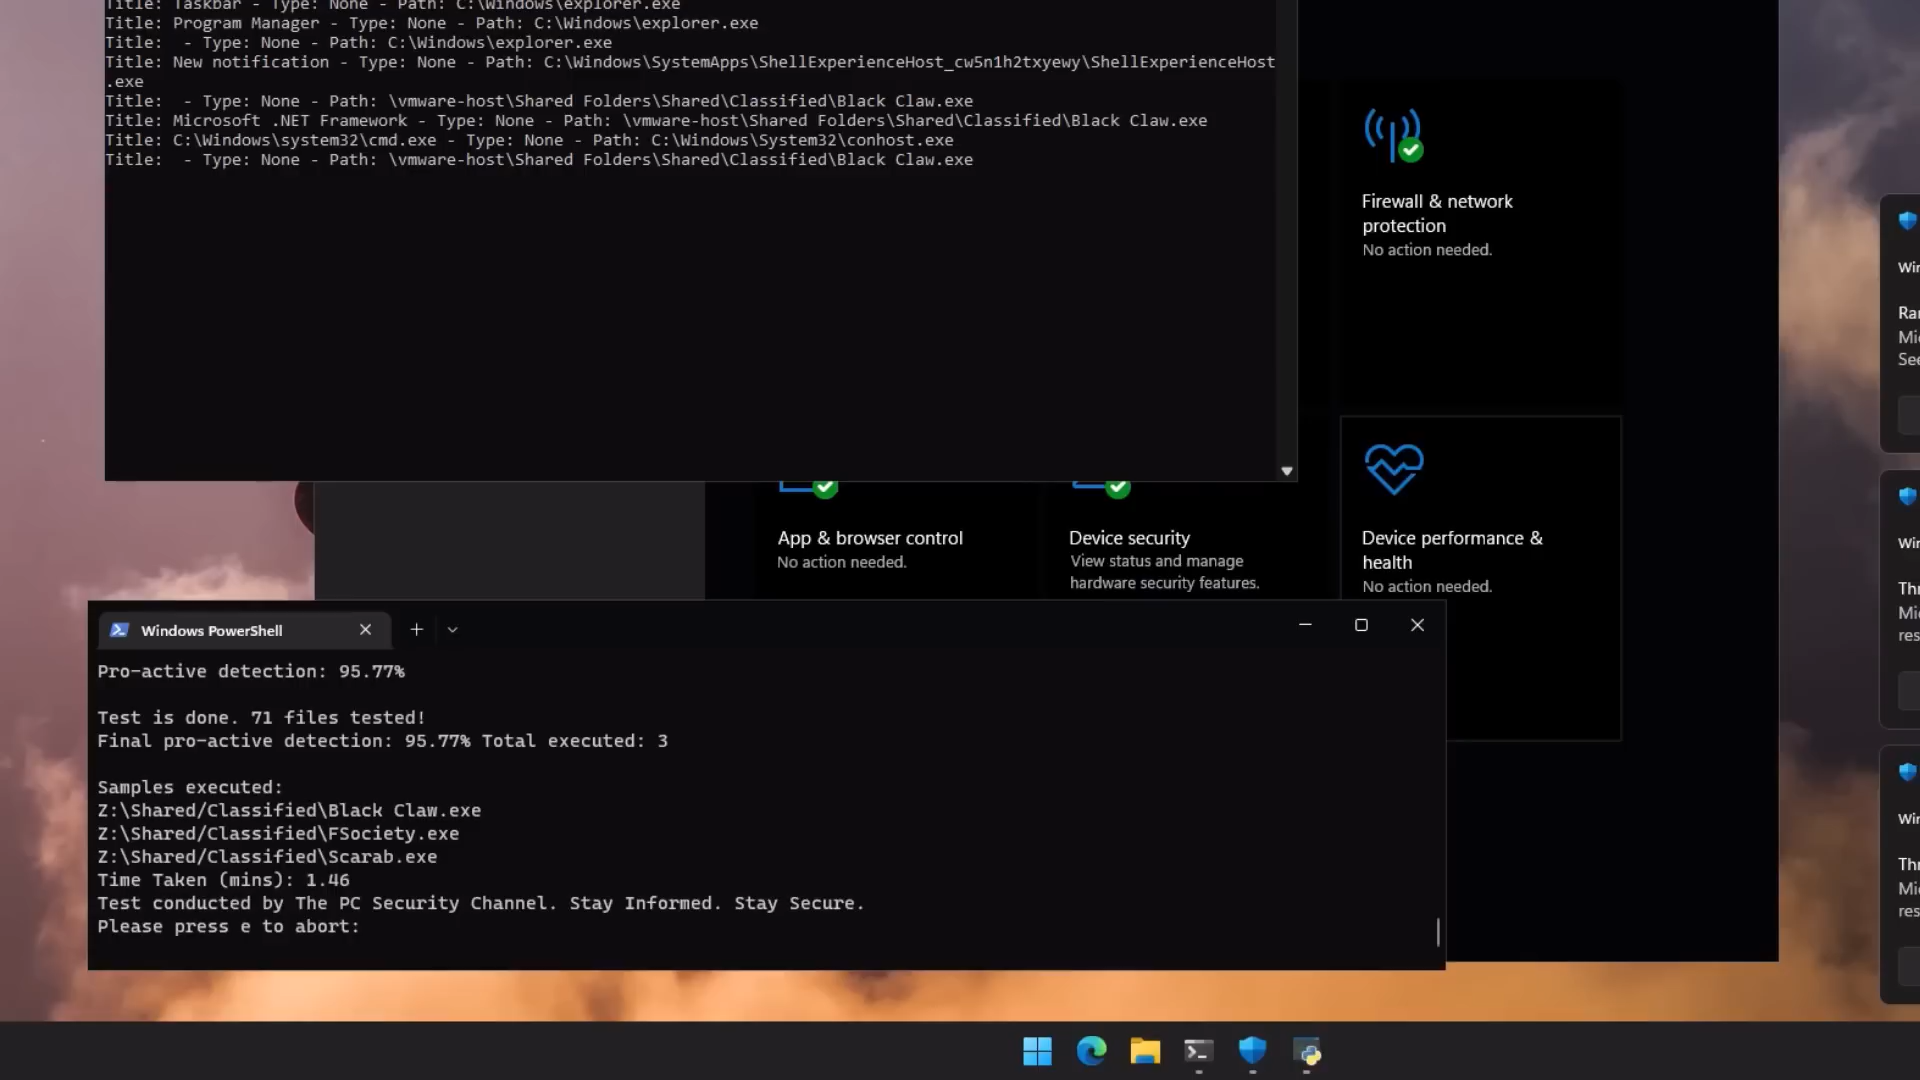 Title: Taskbar - Type: None - Path: C:\Windows\explorer.exe
Title: Program Manager - Type: None - Path: C:\Windows\explorer.exe
Title:  - Type: None - Path: C:\Windows\explorer.exe
Title: New notification - Type: None - Path: C:\Windows\SystemApps\ShellExperienceHost_cw5n1h2txyewy\ShellExperienceHost
.exe
Title:  - Type: None - Path: \vmware-host\Shared Folders\Shared\Classified\Black Claw.exe
Title: Microsoft .NET Framework - Type: None - Path: \vmware-host\Shared Folders\Shared\Classified\Black Claw.exe
Title: C:\Windows\system32\cmd.exe - Type: None - Path: C:\Windows\System32\conhost.exe
Title:  - Type: None - Path: \vmware-host\Shared Folders\Shared\Classified\Black Claw.exe
Firewall & network
protection
No action needed.
App & browser control
No action needed.
Device security
View status and manage
hardware security features.
Device performance &
health
No action needed.
Windows PowerShell
Pro-active detection: 95.77%
Test is done. 71 files tested!
Final pro-active detection: 95.77% Total executed: 3
Samples executed:
Z:\Shared/Classified\Black Claw.exe
Z:\Shared/Classified\FSociety.exe
Z:\Shared/Classified\Scarab.exe
Time Taken (mins): 1.46
Test conducted by The PC Security Channel. Stay Informed. Stay Secure.
Please press e to abort: